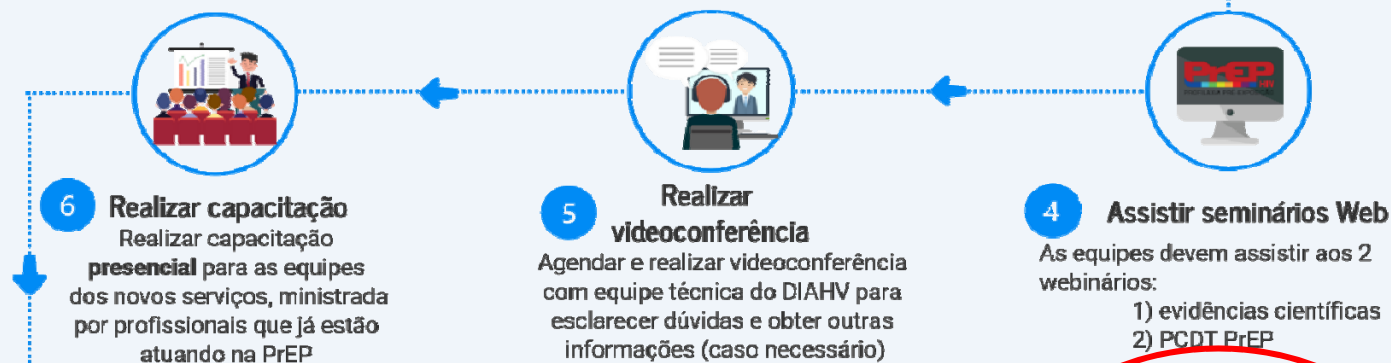 PrEP
HIV
6 Realizar capacitação
Realizar capacitação
presencial para as equipes
dos novos serviços, ministrada
por profissionais que já estão
atuando na PrEP
5 Realizar
videoconferência
Agendar e realizar videoconferência
com equipe técnica do DIAHV para
esclarecer dúvidas e obter outras
informações (caso necessário)
4 Assistir seminários Web
As equipes devem assistir aos 2
webinários:
1) evidências científicas
2) PCDT PrEP